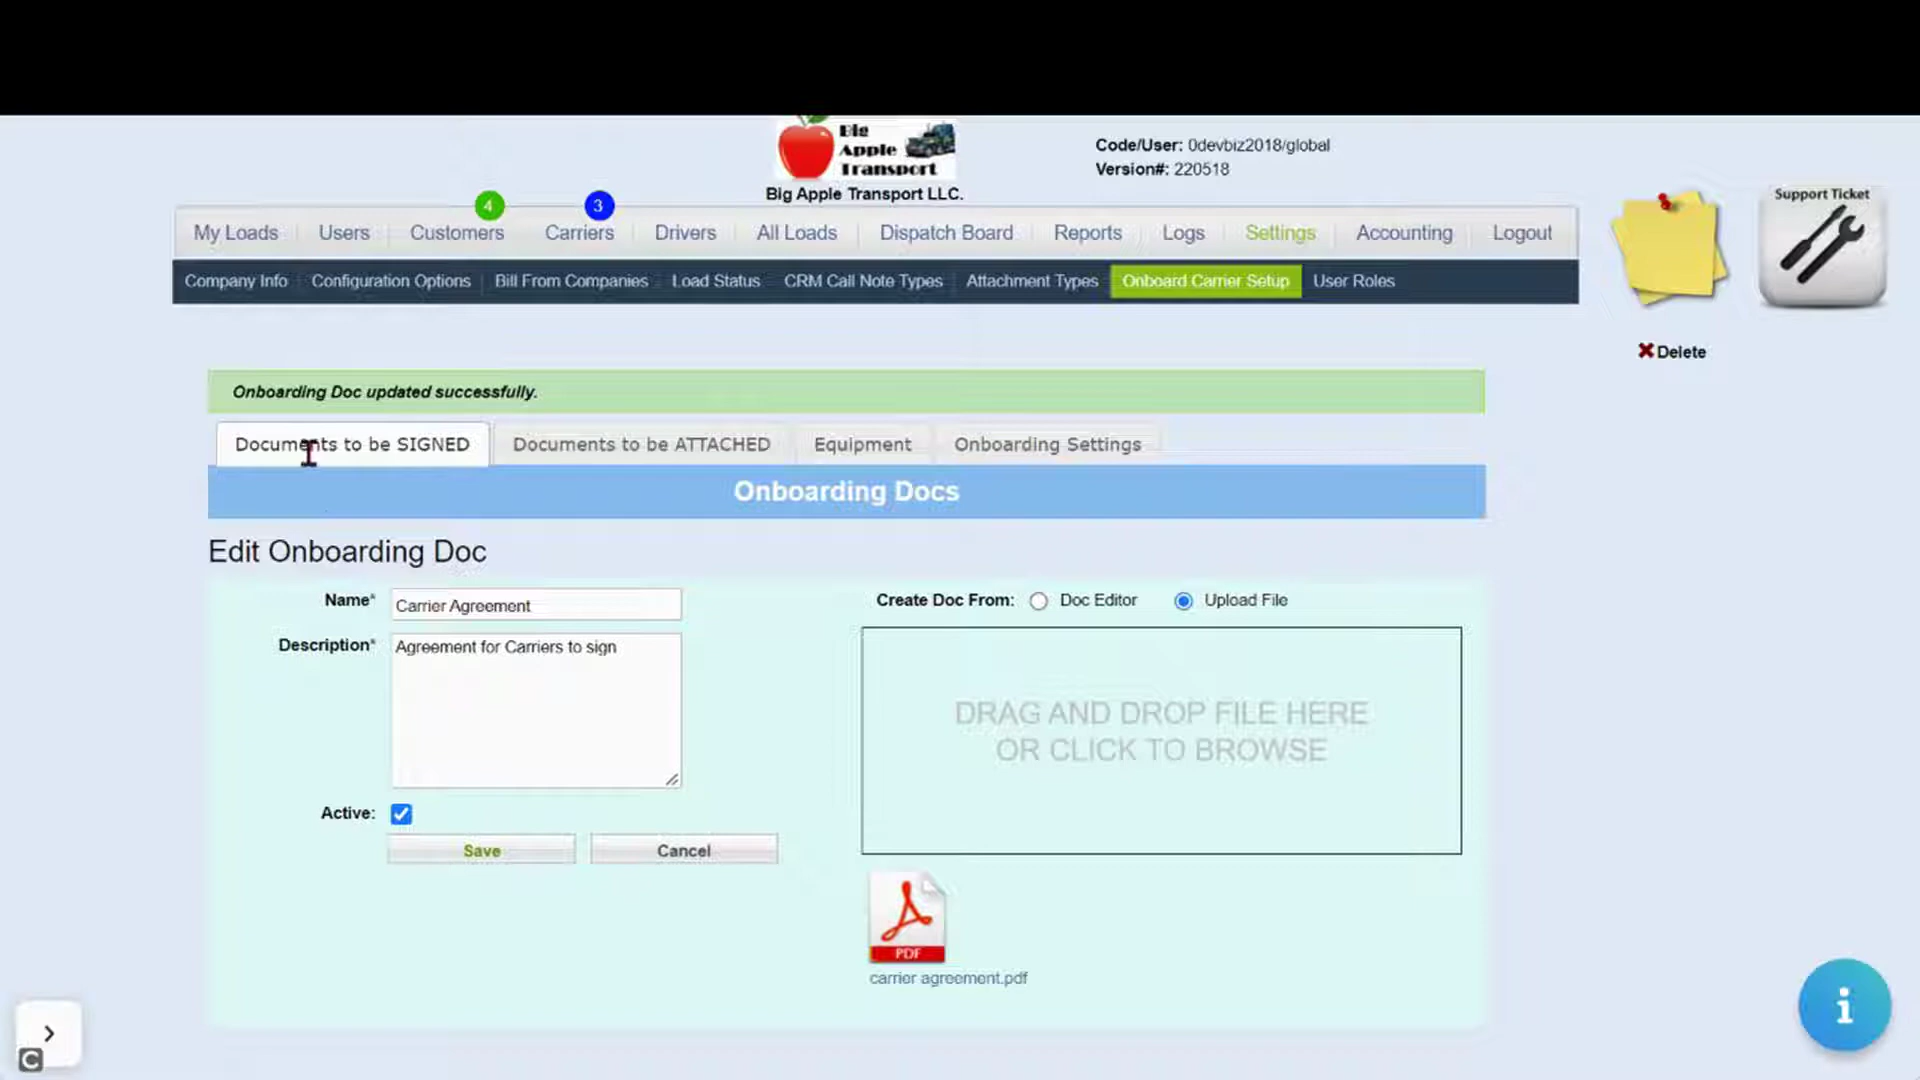 Big
Apple
Transport
Big Apple Transport LLC.
Code/User: 0devbiz2018/global
Version#: 220518
Support Ticket
4
3
My Loads Users Customers Carriers Drivers All Loads Dispatch Board Reports Logs Settings Accounting Logout
Company Info Configuration Options Bill From Companies Load Status CRM Call Note Types Attachment Types Onboard Carrier Setup User Roles
Delete
Onboarding Doc updated successfully.
Documents to be SIGNED Documents to be ATTACHED Equipment Onboarding Settings
Onboarding Docs
Edit Onboarding Doc
Name* Carrier Agreement
Create Doc From: Doc Editor Upload File
Description* Agreement for Carriers to sign
DRAG AND DROP FILE HERE
OR CLICK TO BROWSE
Active:
Save Cancel
PDF
carrier agreement.pdf
i
C